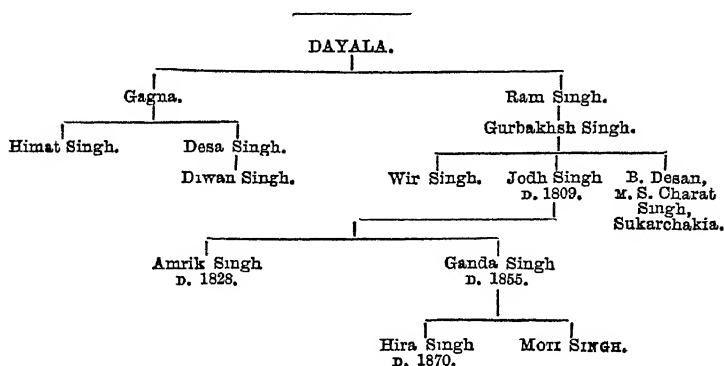 DAYALA.
Gagna. Ram Singh.
Gurbakhsh Singh.
Himat Singh. Desa Singh.
Diwan Singh. Wir Singh. Jodh Singh B. Desan,
D. 1809. M. S. Charat
Singh,
Sukarchakia.
Amrik Singh Ganda Singh
D. 1828. D. 1855.
Hira Singh MOTI SINGH.
D. 1870.